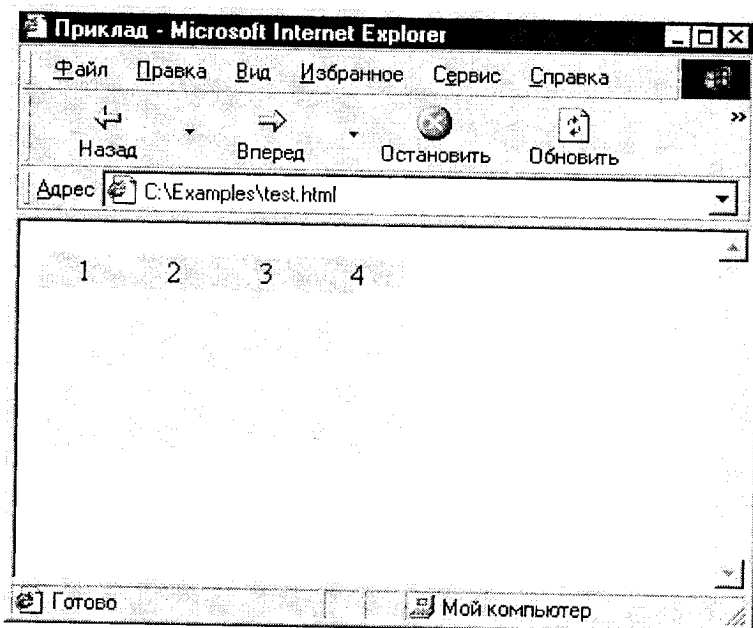 Приклад - Microsoft Internet Explorer
Файл Правка Вид Избранное Сервис Справка
Назад Вперед Остановить Обновить »
Адрес C:\Examples\test.html
1 2 3 4
Готово Мой компьютер